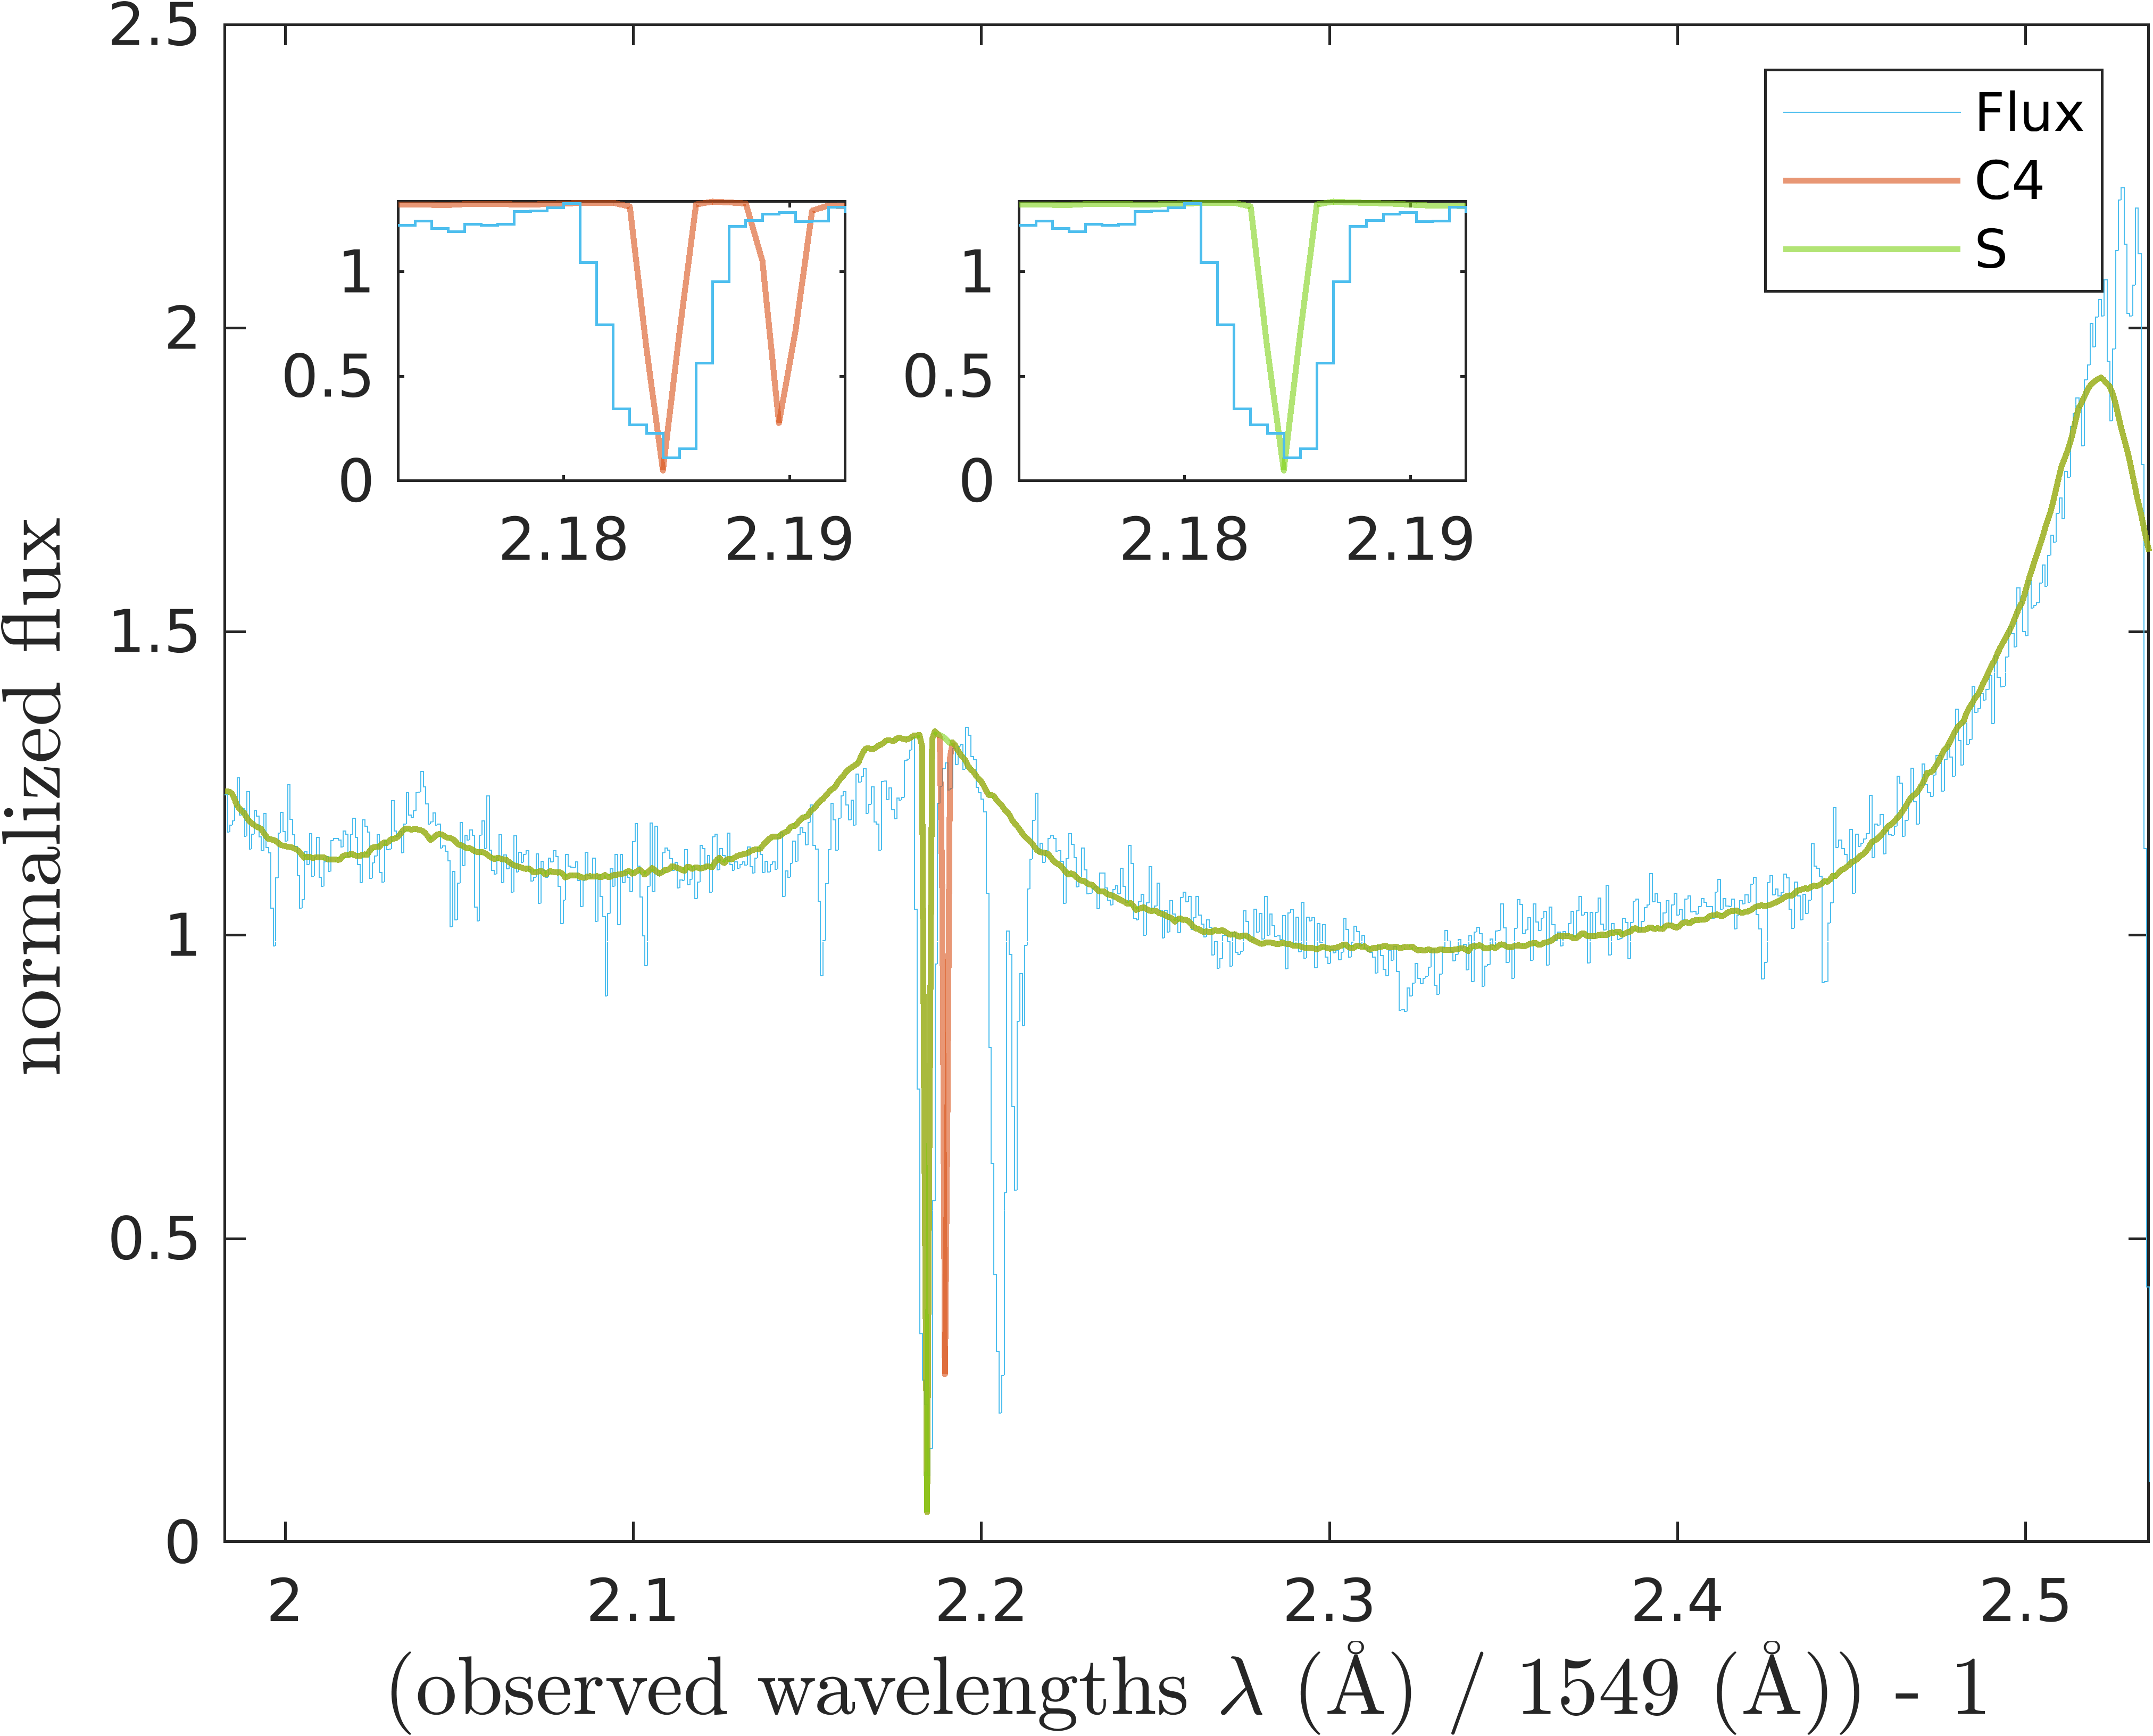 2.5
2
1.5
1
0.5
0
normalized flux
Flux
C4
S
1
0.5
0
2.18 2.19
1
0.5
0
2.18 2.19
2 2.1 2.2 2.3 2.4 2.5
(observed wavelengths λ (Å) / 1549 (Å)) - 1